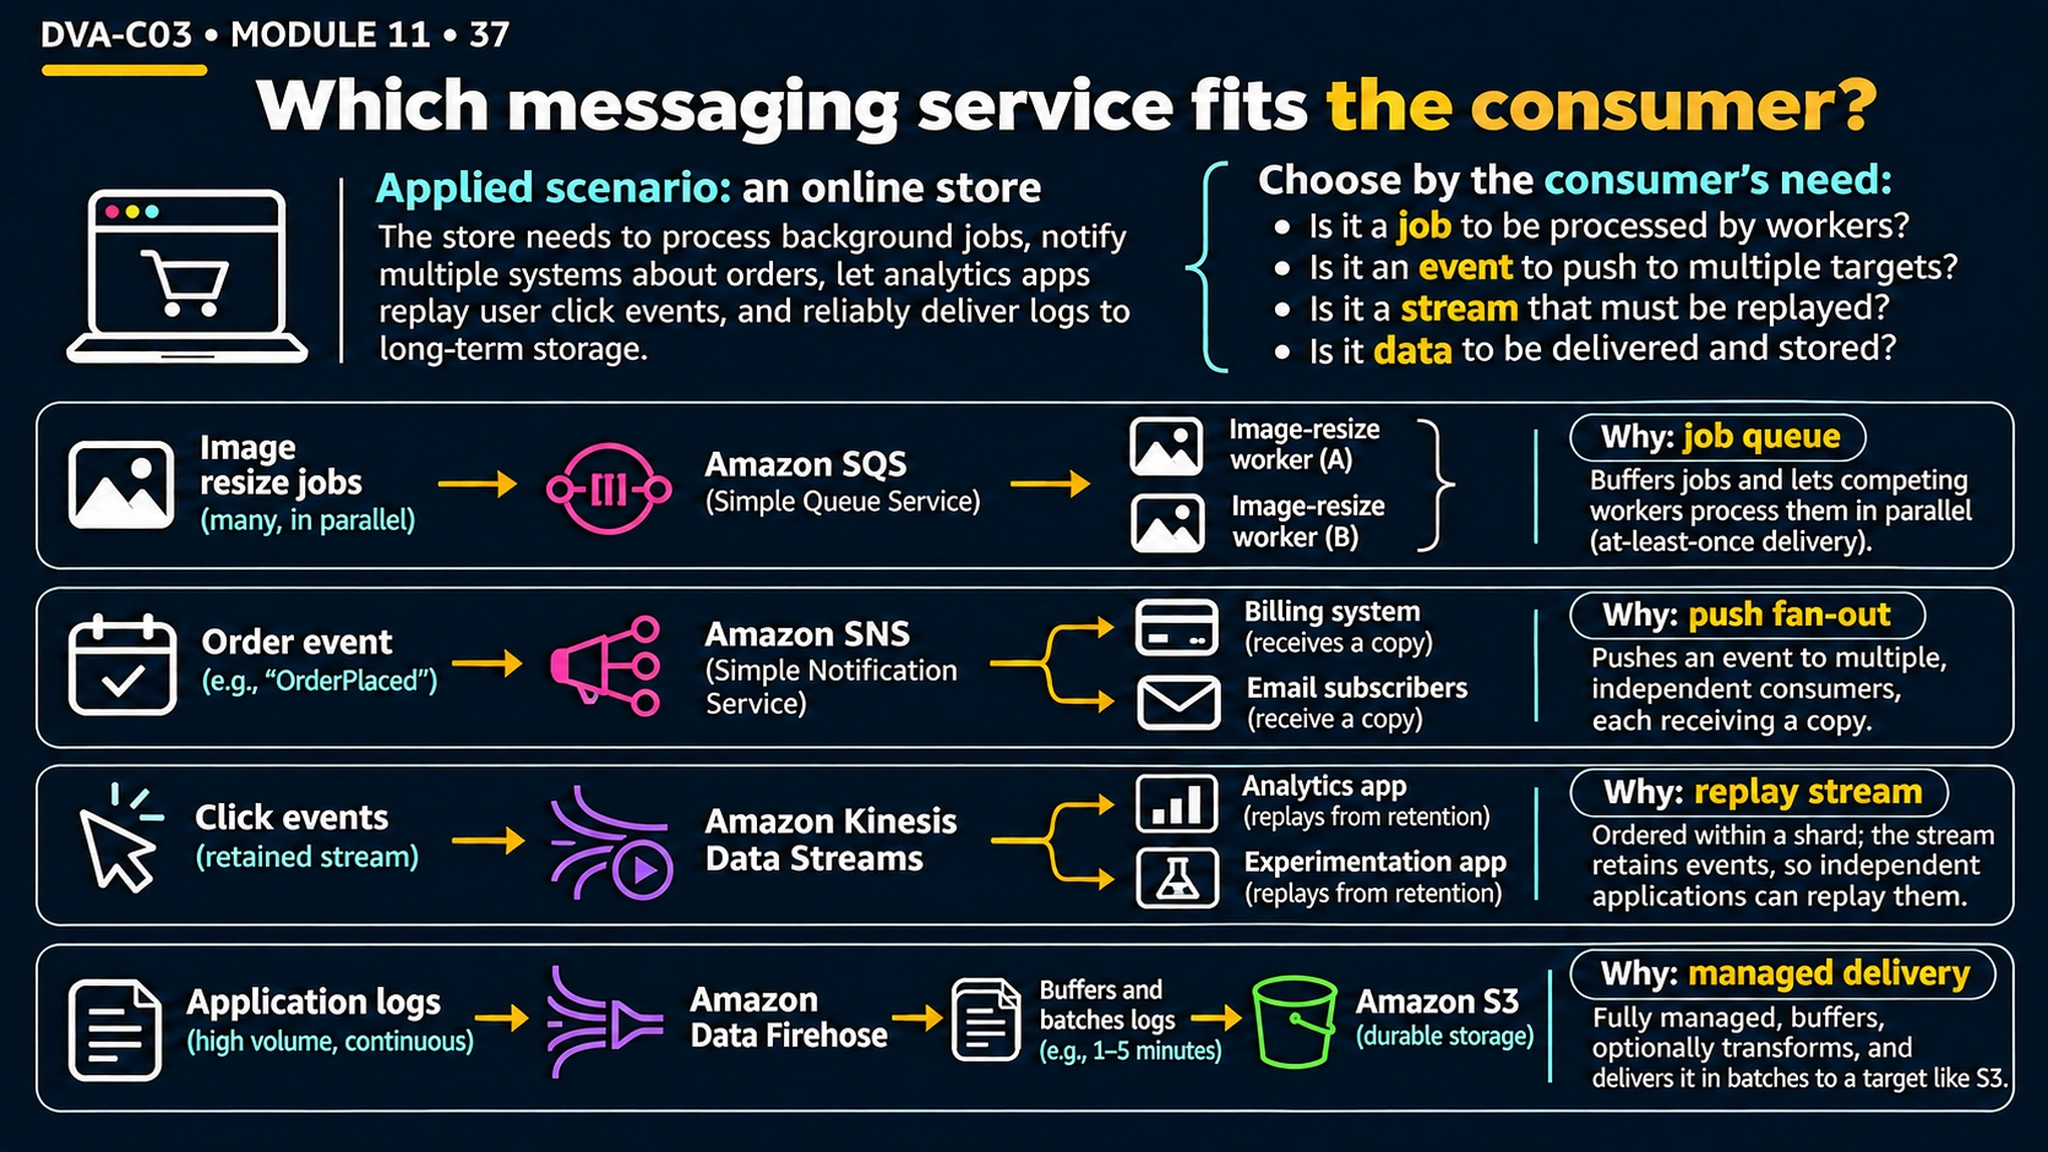 DVA-C03 • MODULE 11 • 37
Which messaging service fits the consumer?
Applied scenario: an online store
The store needs to process background jobs, notify
multiple systems about orders, let analytics apps
replay user click events, and reliably deliver logs to
long-term storage.
Choose by the consumer's need:
• Is it a job to be processed by workers?
• Is it an event to push to multiple targets?
• Is it a stream that must be replayed?
• Is it data to be delivered and stored?
Image
resize jobs
(many, in parallel)
Amazon SQS
(Simple Queue Service)
Image-resize
worker (A)
Image-resize
worker (B)
Why: job queue
Buffers jobs and lets competing
workers process them in parallel
(at-least-once delivery).
Order event
(e.g., “OrderPlaced”)
Amazon SNS
(Simple Notification
Service)
Billing system
(receives a copy)
Email subscribers
(receive a copy)
Why: push fan-out
Pushes an event to multiple,
independent consumers,
each receiving a copy.
Click events
(retained stream)
Amazon Kinesis
Data Streams
Analytics app
(replays from retention)
Experimentation app
(replays from retention)
Why: replay stream
Ordered within a shard; the stream
retains events, so independent
applications can replay them.
Application logs
(high volume, continuous)
Amazon
Data Firehose
Buffers and
batches logs
(e.g., 1–5 minutes)
Amazon S3
(durable storage)
Why: managed delivery
Fully managed, buffers,
optionally transforms, and
delivers it in batches to a target like S3.